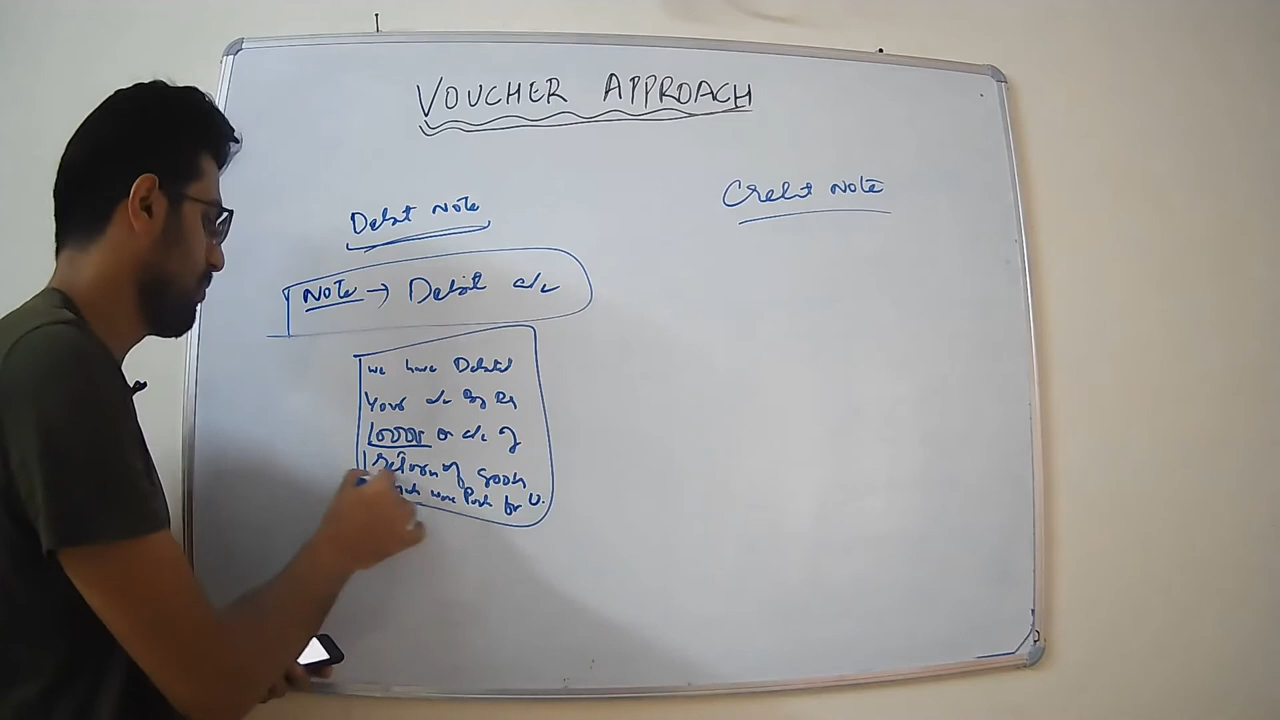 VOUCHER APPROACH
Debit Note
Credit Note
Note → Debit a/c
We have Debited
Your a/c by Rs
10000 on a/c of
return of goods
were Purch for U.